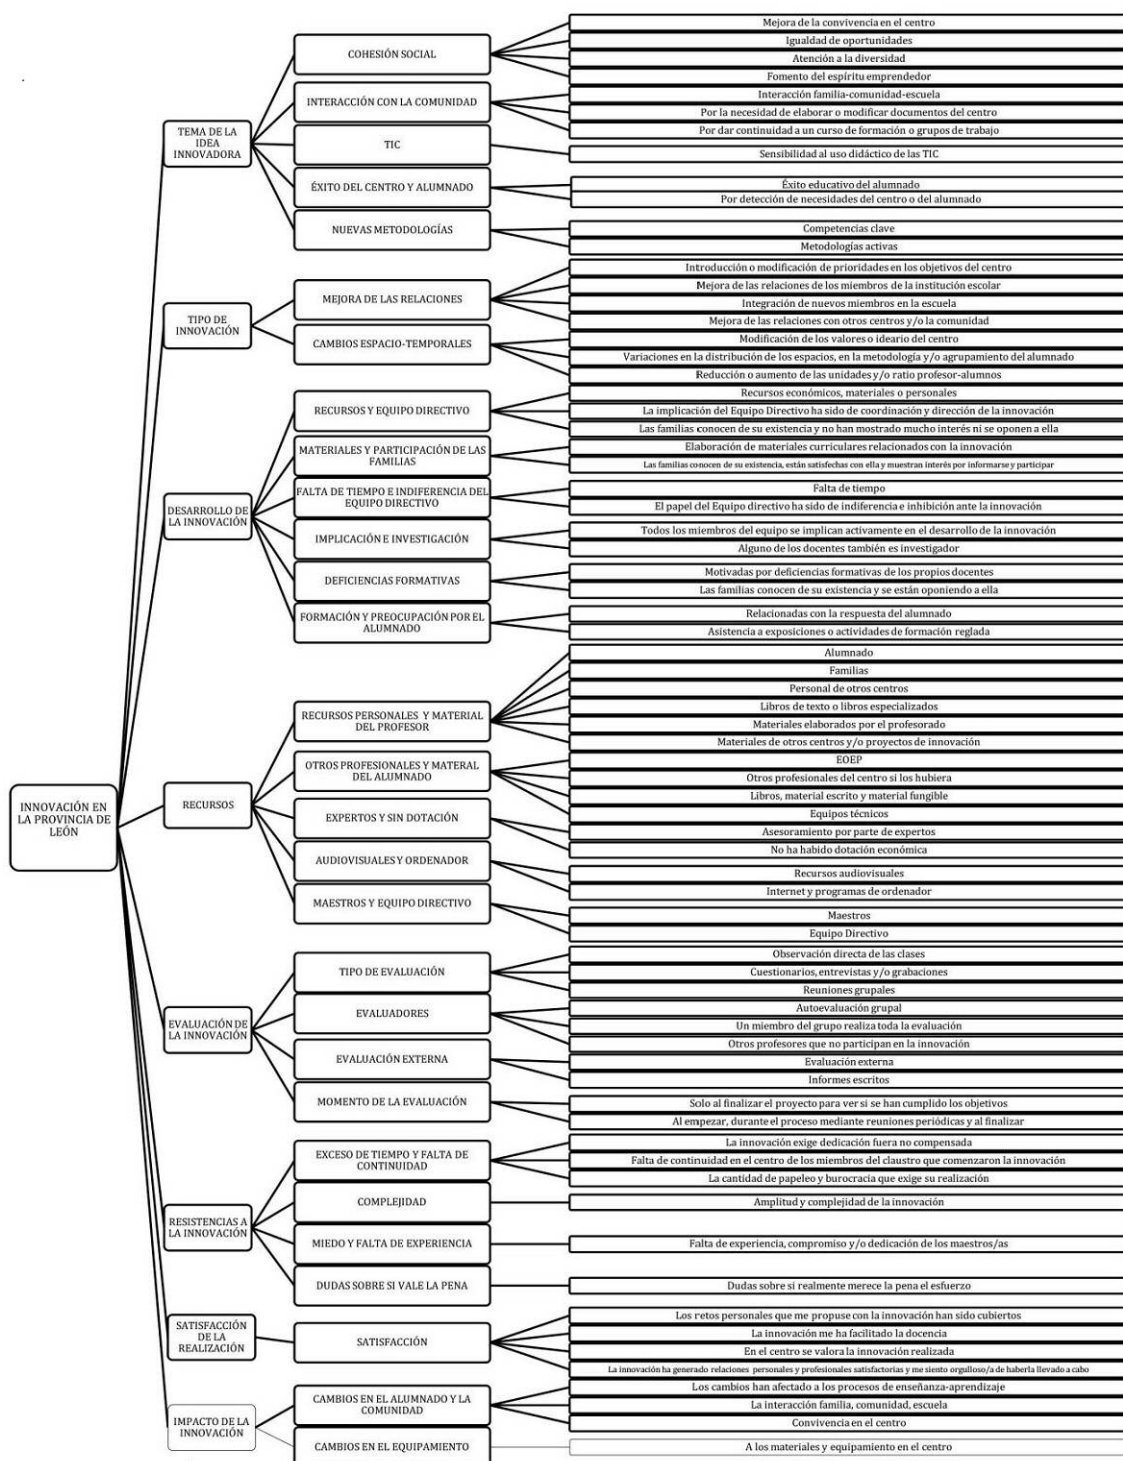 INNOVACIÓN EN
LA PROVINCIA DE
LEÓN
TEMA DE LA
IDEA
INNOVADORA
COHESIÓN SOCIAL
Mejora de la convivencia en el centro
Igualdad de oportunidades
Atención a la diversidad
Fomento del espíritu emprendedor
INTERACCIÓN CON LA COMUNIDAD
Interacción familia-comunidad-escuela
Por la necesidad de elaborar o modificar documentos del centro
Por dar continuidad a un curso de formación o grupos de trabajo
TIC
Sensibilidad al uso didáctico de las TIC
ÉXITO DEL CENTRO Y ALUMNADO
Éxito educativo del alumnado
Por detección de necesidades del centro o del alumnado
NUEVAS METODOLOGÍAS
Competencias clave
Metodologías activas
TIPO DE
INNOVACIÓN
MEJORA DE LAS RELACIONES
Introducción o modificación de prioridades en los objetivos del centro
Mejora de las relaciones de los miembros de la institución escolar
Integración de nuevos miembros en la escuela
Mejora de las relaciones con otros centros y/o la comunidad
CAMBIOS ESPACIO-TEMPORALES
Modificación de los valores o ideario del centro
Variaciones en la distribución de los espacios, en la metodología y/o agrupamiento del alumnado
Reducción o aumento de las unidades y/o ratio profesor-alumnos
DESARROLLO DE
LA INNOVACIÓN
RECURSOS Y EQUIPO DIRECTIVO
Recursos económicos, materiales o personales
La implicación del Equipo Directivo ha sido de coordinación y dirección de la innovación
Las familias conocen de su existencia y no han mostrado mucho interés ni se oponen a ella
MATERIALES Y PARTICIPACIÓN DE LAS
FAMILIAS
Elaboración de materiales curriculares relacionados con la innovación
Las familias conocen de su existencia, están satisfechas con ella y muestran interés por informarse y participar
FALTA DE TIEMPO E INDIFERENCIA DEL
EQUIPO DIRECTIVO
Falta de tiempo
El papel del Equipo directivo ha sido de indiferencia e inhibición ante la innovación
IMPLICACIÓN E INVESTIGACIÓN
Todos los miembros del equipo se implican activamente en el desarrollo de la innovación
Alguno de los docentes también es investigador
DEFICIENCIAS FORMATIVAS
Motivadas por deficiencias formativas de los propios docentes
Las familias conocen de su existencia y se están oponiendo a ella
FORMACIÓN Y PREOCUPACIÓN POR EL
ALUMNADO
Relacionadas con la respuesta del alumnado
Asistencia a exposiciones o actividades de formación reglada
RECURSOS
RECURSOS PERSONALES Y MATERIAL
DEL PROFESOR
Alumnado
Familias
Personal de otros centros
Libros de texto o libros especializados
Materiales elaborados por el profesorado
Materiales de otros centros y/o proyectos de innovación
OTROS PROFESIONALES Y MATERAL
DEL ALUMNADO
EOEP
Otros profesionales del centro si los hubiera
Libros, material escrito y material fungible
Equipos técnicos
EXPERTOS Y SIN DOTACIÓN
Asesoramiento por parte de expertos
No ha habido dotación económica
AUDIOVISUALES Y ORDENADOR
Recursos audiovisuales
Internet y programas de ordenador
MAESTROS Y EQUIPO DIRECTIVO
Maestros
Equipo Directivo
EVALUACIÓN DE
LA INNOVACIÓN
TIPO DE EVALUACIÓN
Observación directa de las clases
Cuestionarios, entrevistas y/o grabaciones
Reuniones grupales
EVALUADORES
Autoevaluación grupal
Un miembro del grupo realiza toda la evaluación
Otros profesores que no participan en la innovación
EVALUACIÓN EXTERNA
Evaluación externa
Informes escritos
MOMENTO DE LA EVALUACIÓN
Solo al finalizar el proyecto para ver si se han cumplido los objetivos
Al empezar, durante el proceso mediante reuniones periódicas y al finalizar
RESISTENCIAS A
LA INNOVACIÓN
EXCESO DE TIEMPO Y FALTA DE
CONTINUIDAD
La innovación exige dedicación fuera no compensada
Falta de continuidad en el centro de los miembros del claustro que comenzaron la innovación
La cantidad de papeleo y burocracia que exige su realización
COMPLEJIDAD
Amplitud y complejidad de la innovación
MIEDO Y FALTA DE EXPERIENCIA
Falta de experiencia, compromiso y/o dedicación de los maestros/as
DUDAS SOBRE SI VALE LA PENA
Dudas sobre si realmente merece la pena el esfuerzo
SATISFACCIÓN
DE LA
REALIZACIÓN
SATISFACCIÓN
Los retos personales que me propuse con la innovación han sido cubiertos
La innovación me ha facilitado la docencia
En el centro se valora la innovación realizada
La innovación ha generado relaciones personales y profesionales satisfactorias y me siento orgulloso/a de haberla llevado a cabo
IMPACTO DE LA
INNOVACIÓN
CAMBIOS EN EL ALUMNADO Y LA
COMUNIDAD
Los cambios han afectado a los procesos de enseñanza-aprendizaje
La interacción familia, comunidad, escuela
Convivencia en el centro
CAMBIOS EN EL EQUIPAMIENTO
A los materiales y equipamiento en el centro